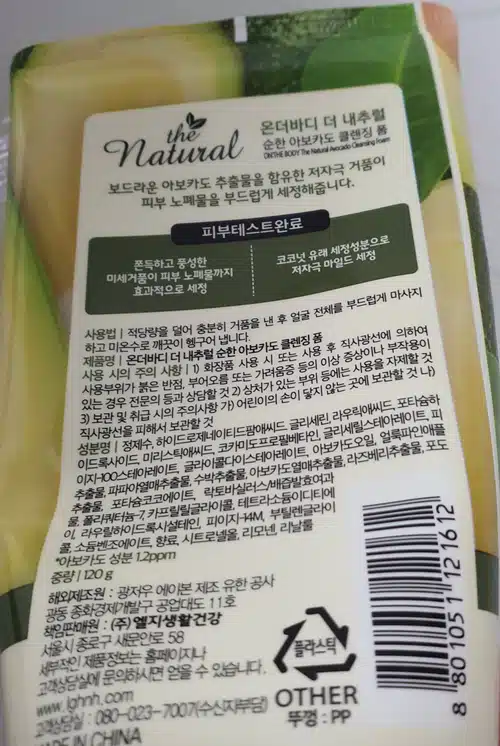 the
Natural
온더바디 더 내추럴
순한 아보카도 클렌징 폼
ON:THE BODY The Natural Avocado Cleansing Foam
보드라운 아보카도 추출물을 함유한 저자극 거품이
피부 노폐물을 부드럽게 세정해줍니다.
피부테스트완료
쫀득하고 풍성한
미세거품이 피부 노폐물까지
효과적으로 세정
코코넛 유래 세정성분으로
저자극 마일드 세정
사용법 | 적당량을 덜어 충분히 거품을 낸 후 얼굴 전체를 부드럽게 마사지
하고 미온수로 깨끗이 헹구어 냅니다.
제품명 | 온더바디 더 내추럴 순한 아보카도 클렌징 폼
사용 시의 주의 사항 | 1) 화장품 사용 시 또는 사용 후 직사광선에 의하여
사용부위가 붉은 반점, 부어오름 또는 가려움증 등의 이상 증상이나 부작용이
있는 경우 전문의 등과 상담할 것 2) 상처가 있는 부위 등에는 사용을 자제할 것
3) 보관 및 취급 시의 주의사항 가) 어린이의 손이 닿지 않는 곳에 보관할 것 나)
직사광선을 피해서 보관할 것
성분명 | 정제수, 하이드로제네이티드팜애씨드, 글리세린, 라우릭애씨드, 포타슘하
이드록사이드, 미리스틱애씨드, 코카미도프로필베타인, 글리세릴스테아레이트, 피
이지-100스테아레이트, 글라이콜다이스테아레이트, 아보카도오일, 얼룩파인애플
추출물, 파파야열매추출물, 수박추출물, 아보카도열매추출물, 라즈베리추출물, 포도
추출물, 포타슘코코에이트, 락토바실러스/배즙발효여과
물, 폴리쿼터늄-7, 카프릴릴글라이콜, 테트라소듐이디티에
이, 라우릴하이드록시설테인, 피이지-14M, 부틸렌글라이
콜, 소듐벤조에이트, 향료, 시트로넬올, 리모넨, 리날룰
*아보카도 성분 1.2ppm
중량 | 120 g
해외제조원 : 광저우 에이본 제조 유한 공사
광동 종화경제개발구 공업대도 11호
책임판매원 : (주)엘지생활건강
서울시 종로구 새문안로 58
세부적인 제품정보는 홈페이지나
고객상담실에 문의하시면 얻을 수 있습니다.
www.lghnh.com
고객상담실 : 080-023-7007(수신자부담)
MADE IN CHINA
플라스틱
OTHER
뚜껑 : PP
8 801051 121612